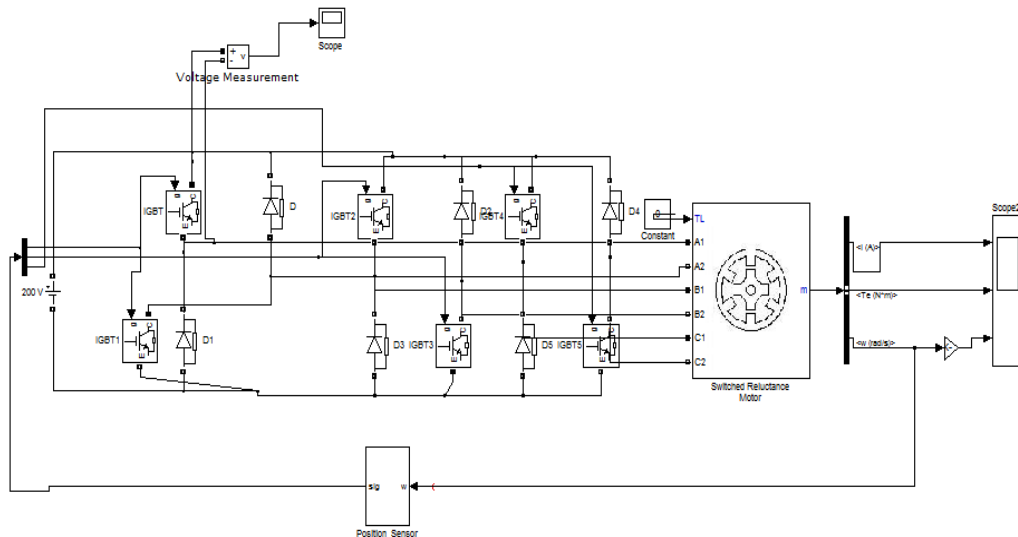 Scope
+
-
v
Voltage Measurement
IGBT
g
C
E
D
IGBT2
g
C
E
D2
IGBT4
g
C
E
D4
0
Constant
TL
A1
A2
B1
B2
C1
C2
m
Switched Reluctance
Motor
<I (A)>
<Te (N*m)>
<w (rad/s)>
Scope2
200 V
+
IGBT1
g
C
E
D1
D3
IGBT3
g
C
E
D5
IGBT5
g
C
E
sig
w
Position Sensor